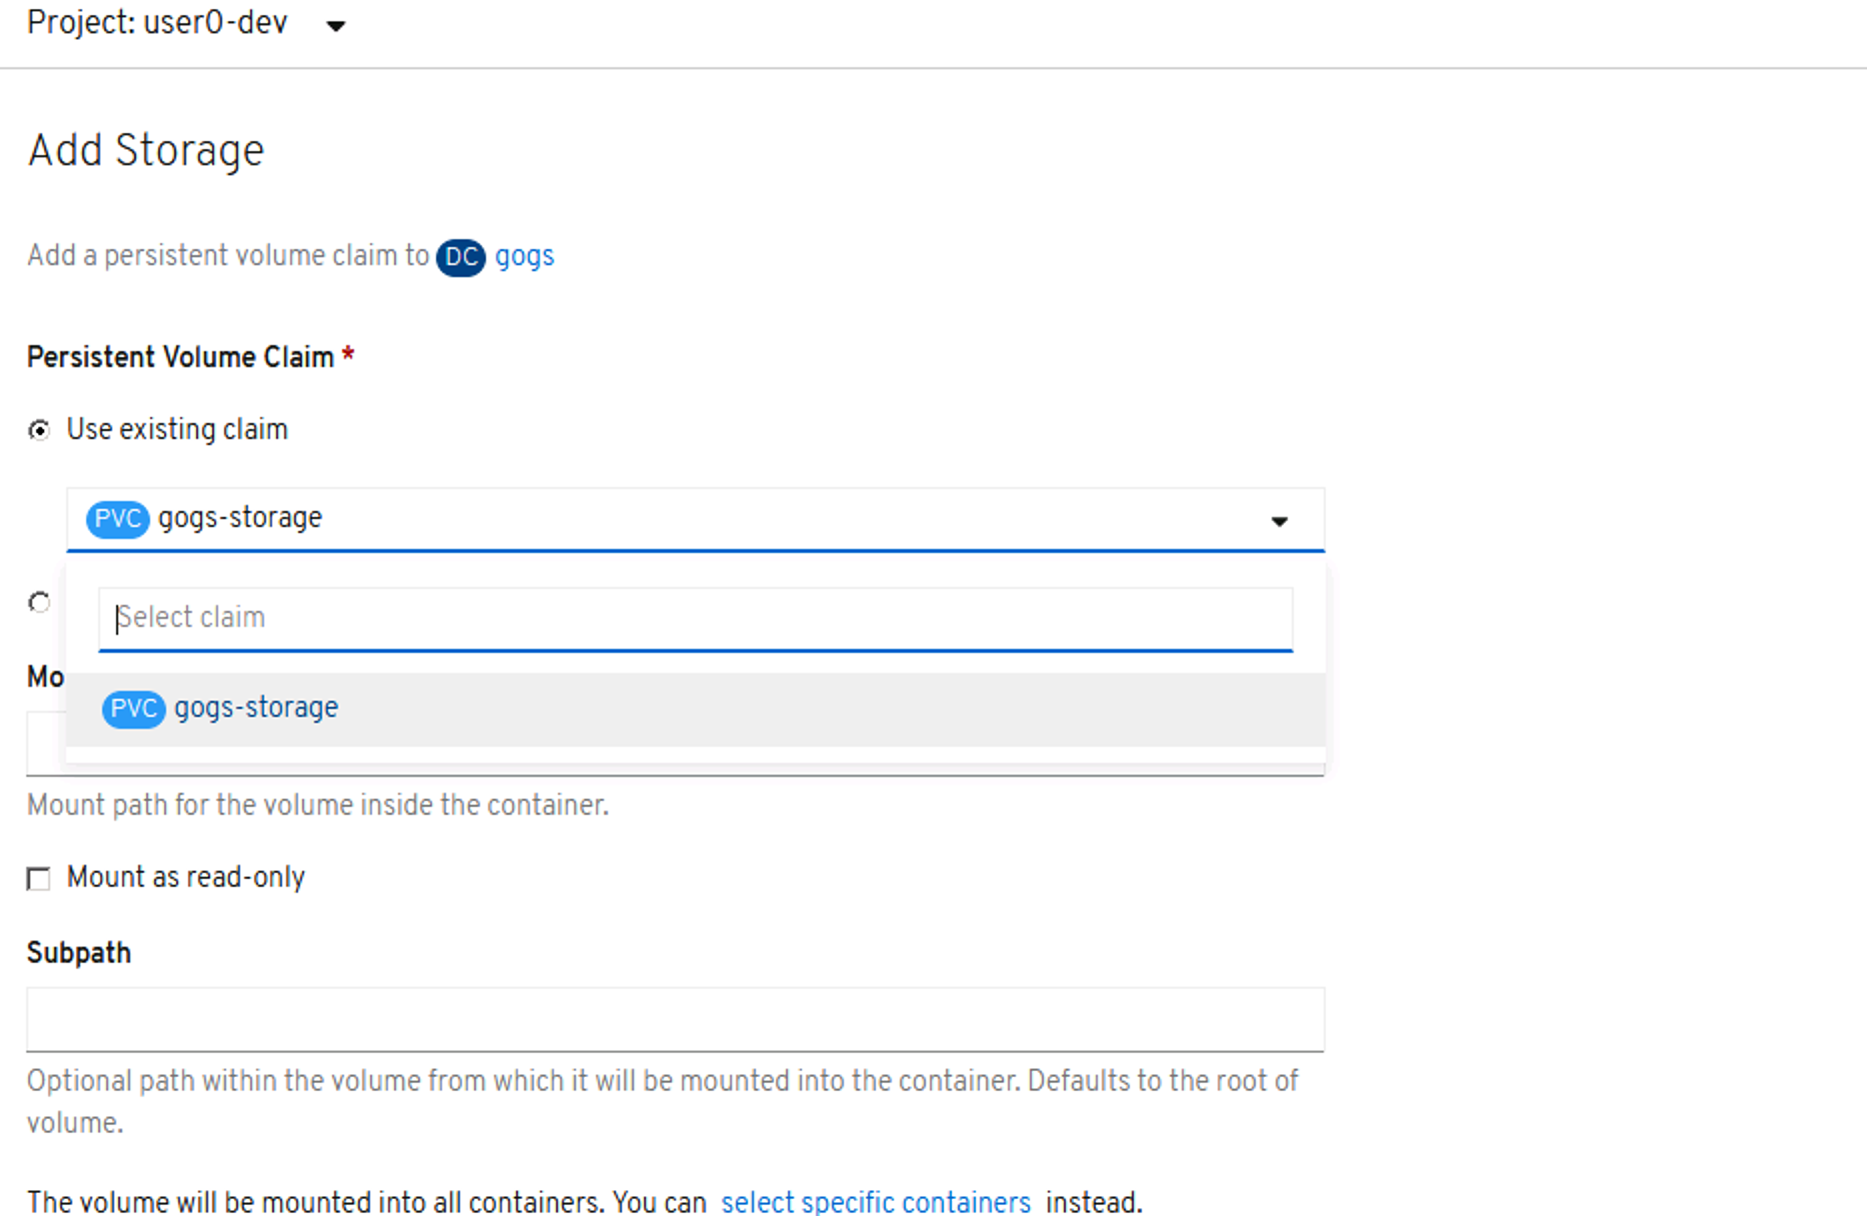 Project: user0-dev
Add Storage
Add a persistent volume claim to DC gogs
Persistent Volume Claim *
Use existing claim
PVC gogs-storage
Select claim
Mo
PVC gogs-storage
Mount path for the volume inside the container.
Mount as read-only
Subpath
Optional path within the volume from which it will be mounted into the container. Defaults to the root of
volume.
The volume will be mounted into all containers. You can select specific containers instead.